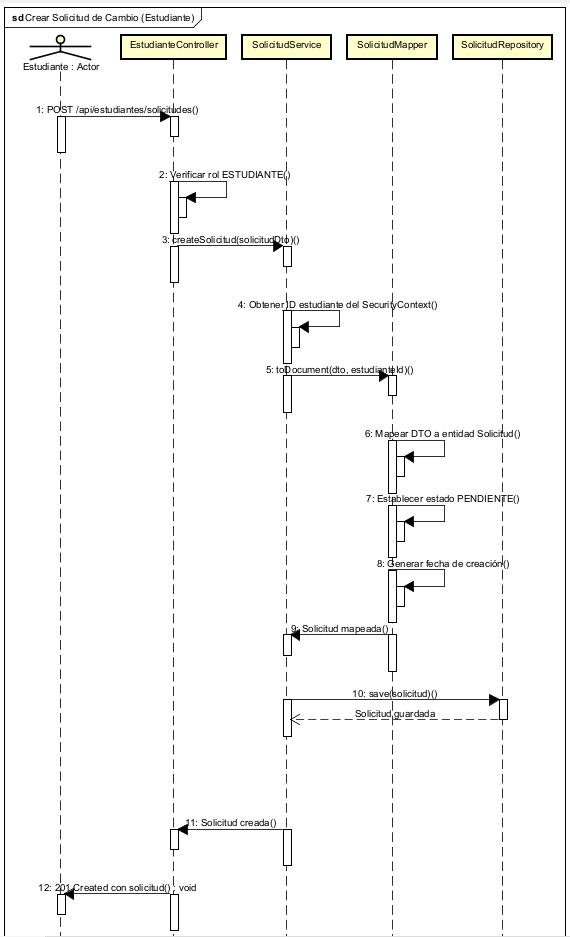 sd Crear Solicitud de Cambio (Estudiante)
Estudiante : Actor
EstudianteController
SolicitudService
SolicitudMapper
SolicitudRepository
1: POST /api/estudiantes/solicitudes()
2: Verificar rol ESTUDIANTE()
3: createSolicitud(solicitudDto)()
4: Obtener ID estudiante del SecurityContext()
5: toDocument(dto, estudianteId)()
6: Mapear DTO a entidad Solicitud()
7: Establecer estado PENDIENTE()
8: Generar fecha de creación()
9: Solicitud mapeada()
10: save(solicitud)()
Solicitud guardada
11: Solicitud creada()
12: 201 Created con solicitud() : void